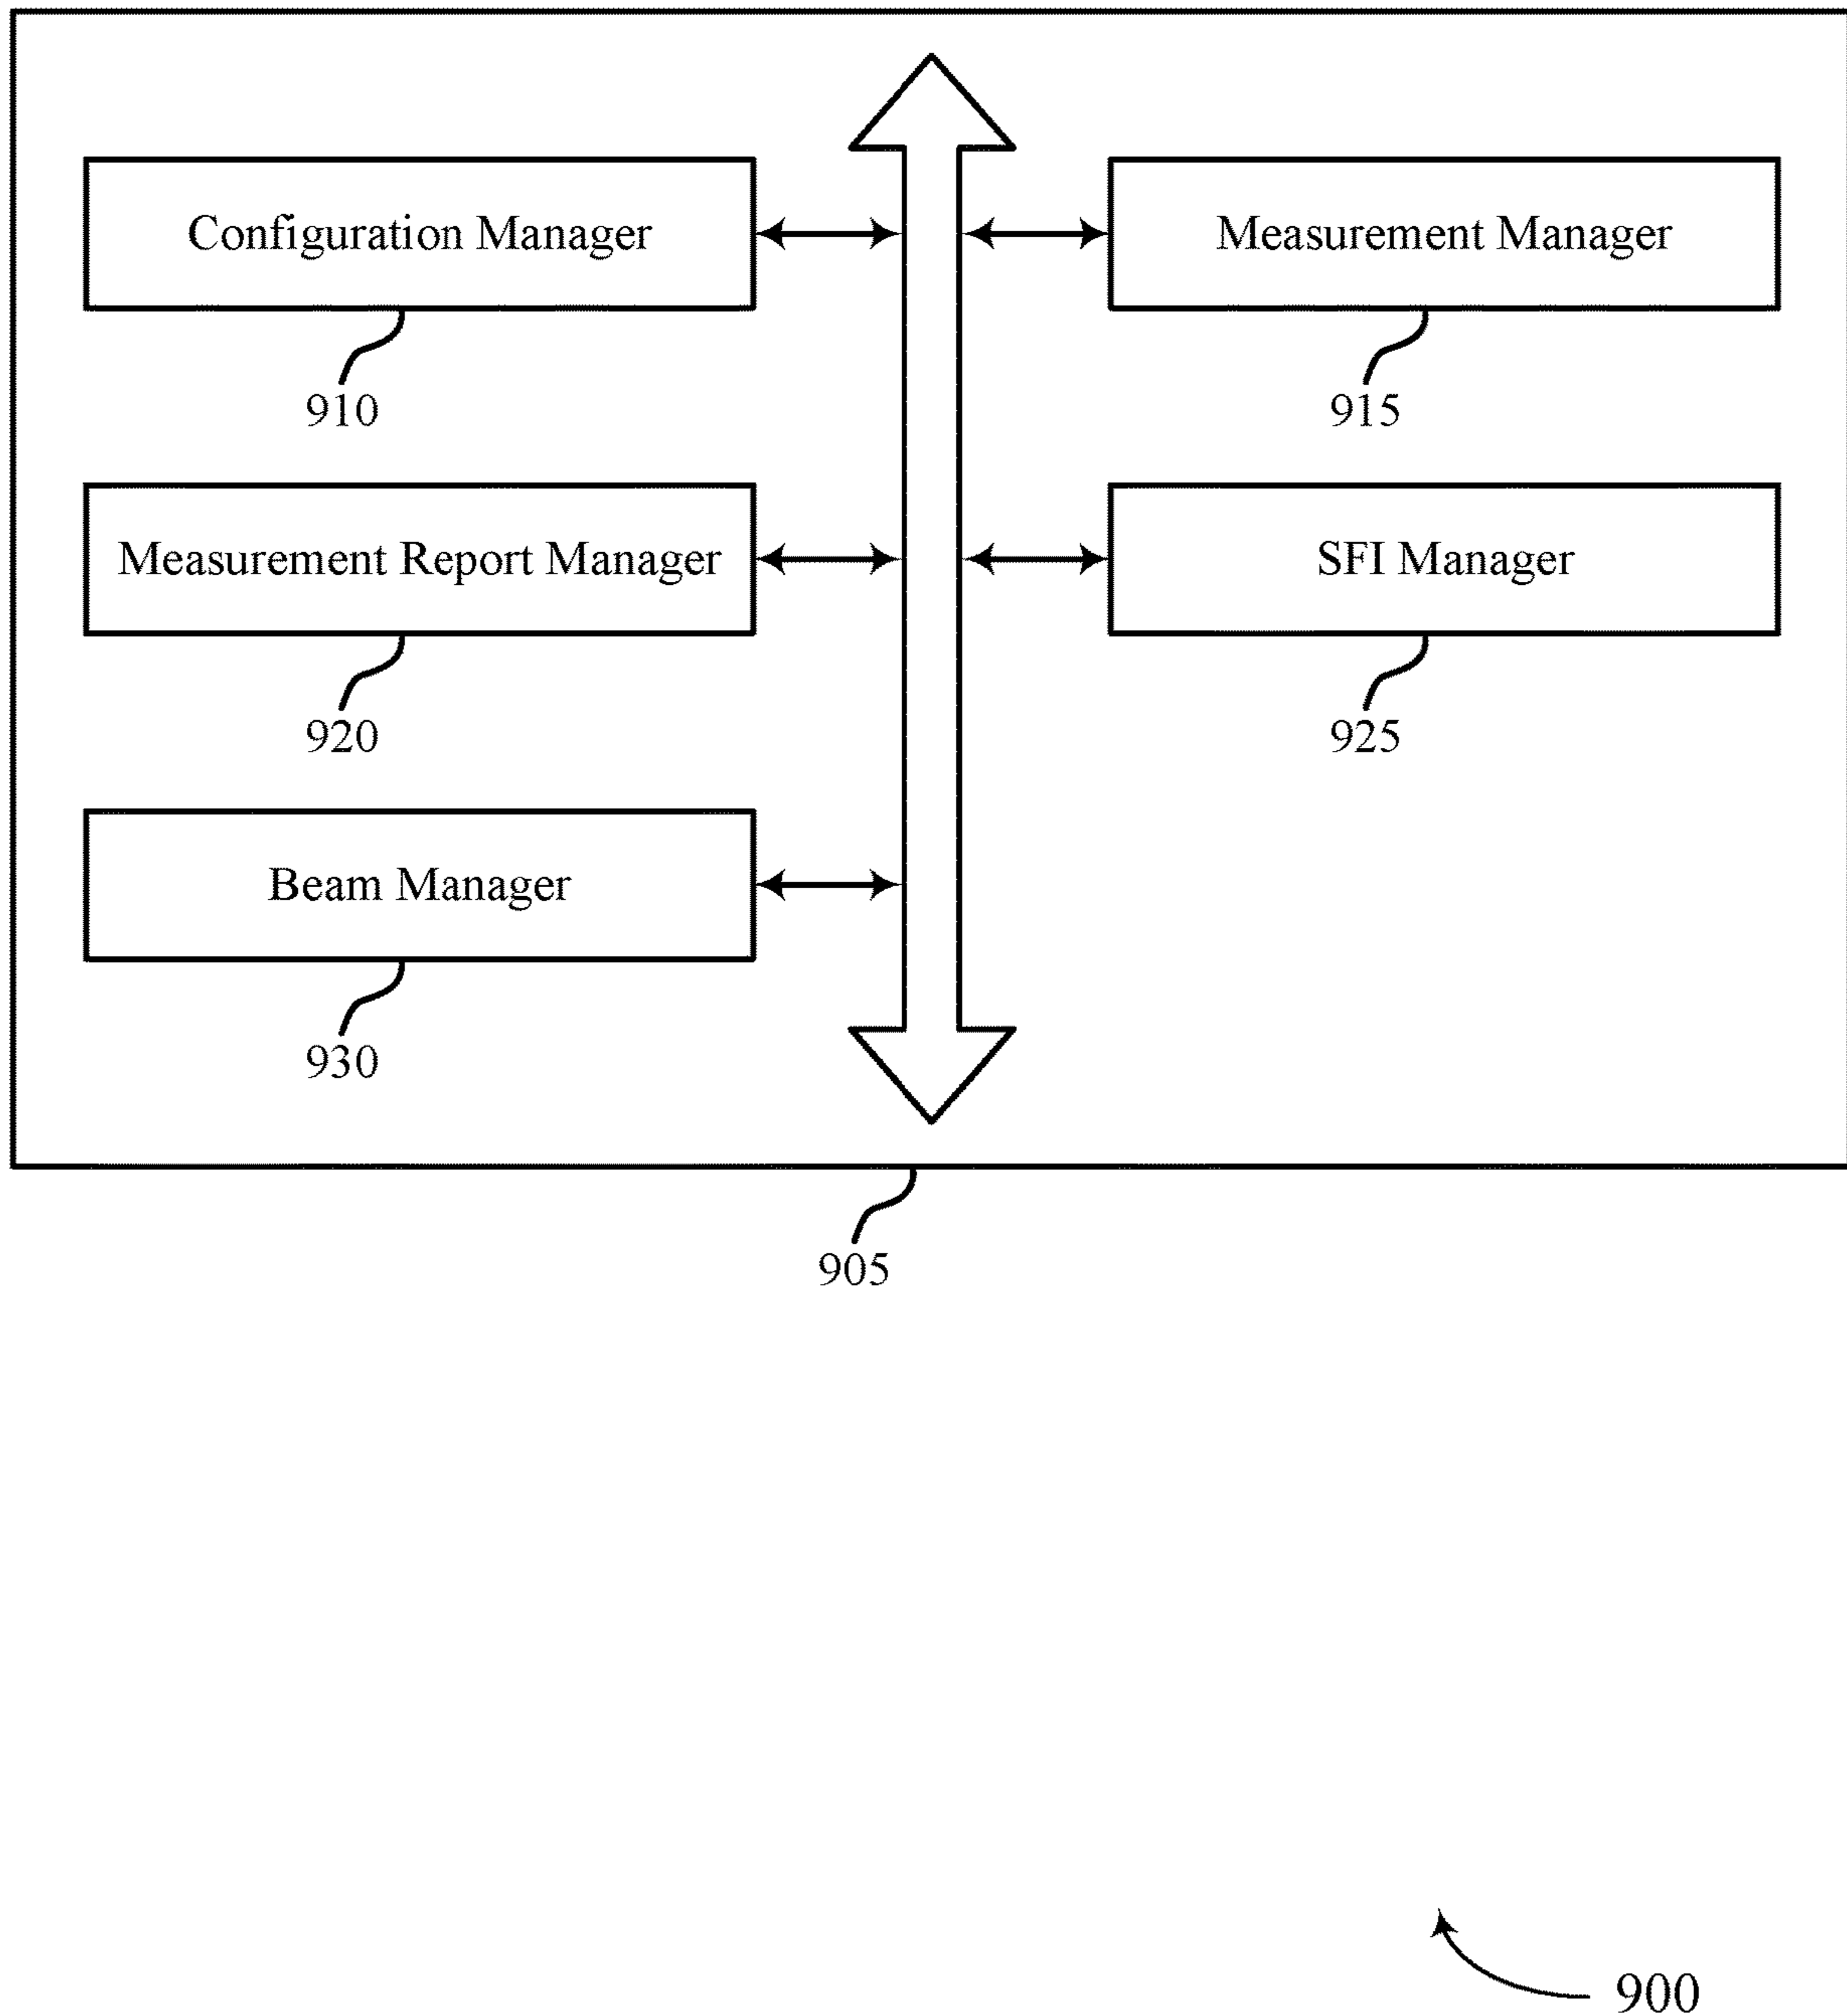 Configuration Manager
Measurement Manager
910
915
Measurement Report Manager
SFI Manager
920
925
Beam Manager
930
905
900